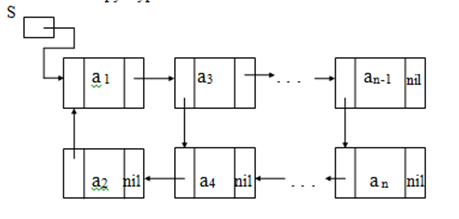 S
a1 a3 . . . an-1 nil
a2 nil a4 nil . . . an nil